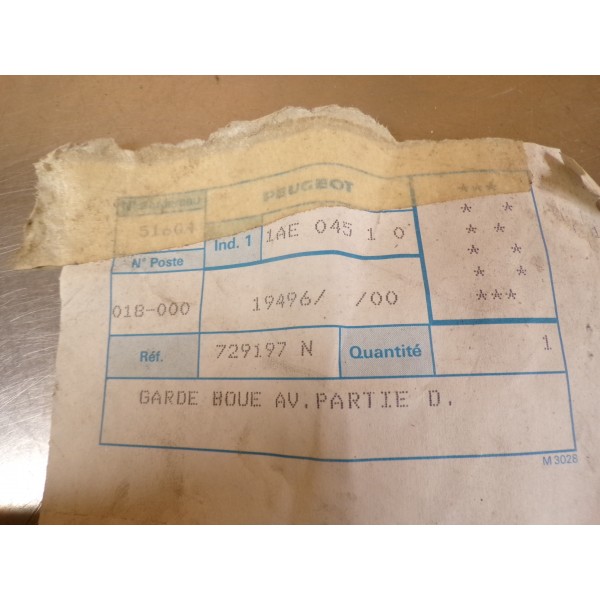 PEUGEOT
51604 Ind. 1 1AE 045 1 0
N° Poste
018-000 19496/ /00
Réf. 729197 N Quantité 1
GARDE BOUE AV.PARTIE D.
M 3028